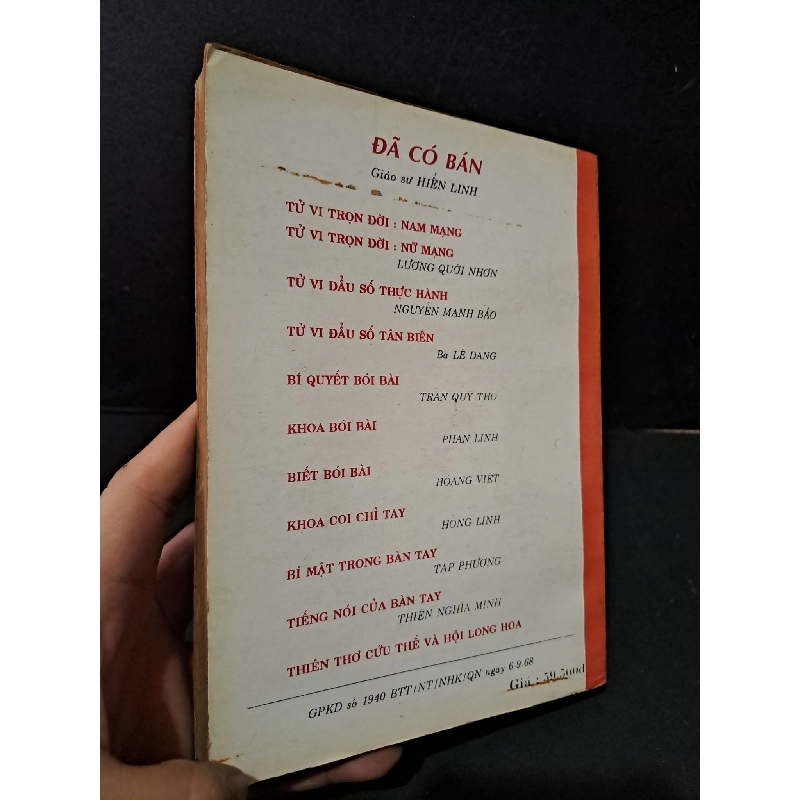 ĐÃ CÓ BÁN
Giáo sư HIỂN LINH
TỬ VI TRỌN ĐỜI : NAM MẠNG
TỬ VI TRỌN ĐỜI : NỮ MẠNG
LƯƠNG QUỚI NHƠN
TỬ VI ĐẨU SỐ THỰC HÀNH
NGUYỄN MẠNH BẢO
TỬ VI ĐẨU SỐ TÂN BIÊN
Bà LÊ DANG
BÍ QUYẾT BÓI BÀI
TRẦN QUÝ THO
KHOA BÓI BÀI
PHAN LINH
BIẾT BÓI BÀI
HOÀNG VIỆT
KHOA COI CHỈ TAY
HỒNG LINH
BÍ MẬT TRONG BÀN TAY
TẠP PHƯƠNG
TIẾNG NÓI CỦA BÀN TAY
THIỆN NGHĨA MINH
THIÊN THƠ CỨU THẾ VÀ HỘI LONG HOA
GPKD số 1940 BTT/NT/NHK/QN ngay 6-9-68
Giá :